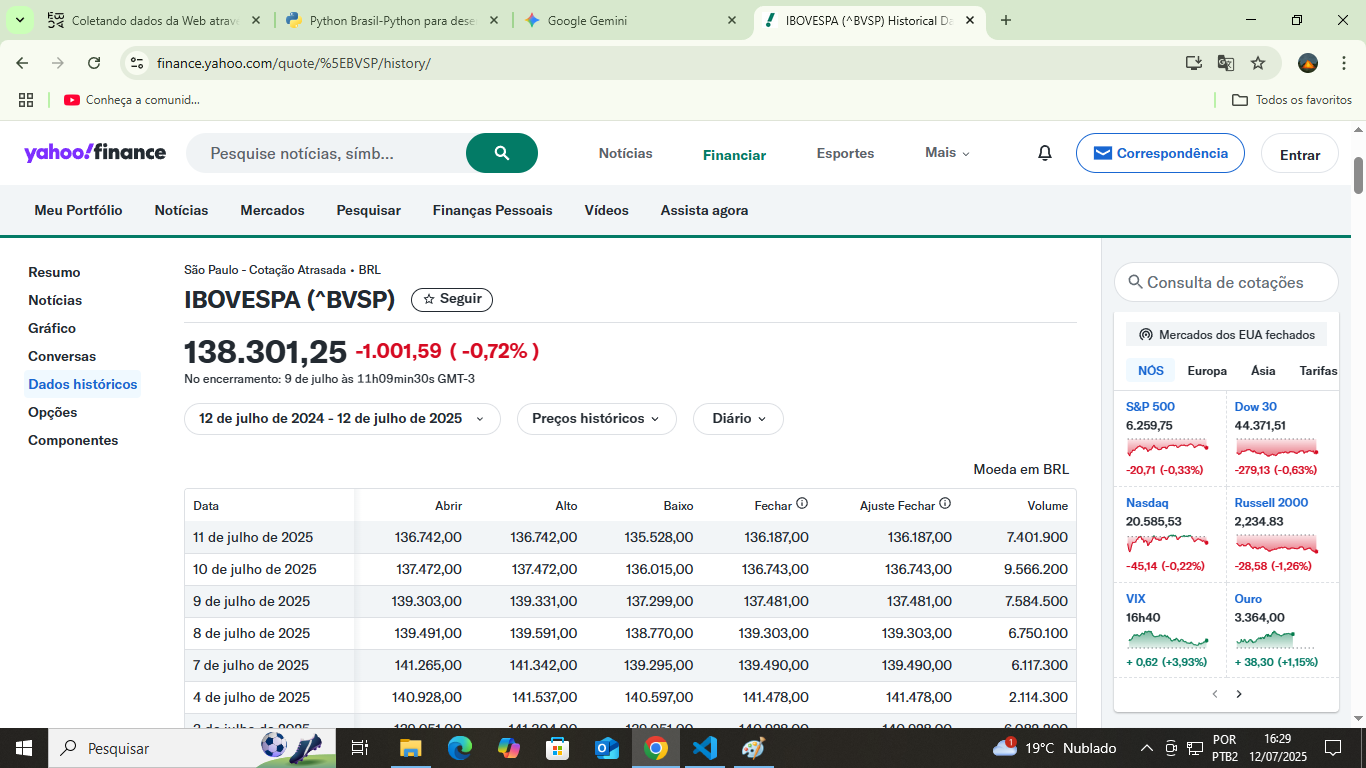 Coletando dados da Web atrav
Python Brasil-Python para dese
Google Gemini
IBOVESPA (^BVSP) Historical Da
finance.yahoo.com/quote/%5EBVSP/history/
Conheça a comunid...
Todos os favoritos
yahoo!finance
Pesquise notícias, símb...
Notícias
Financiar
Esportes
Mais
Correspondência
Entrar
Meu Portfólio Notícias Mercados Pesquisar Finanças Pessoais Vídeos Assista agora
Resumo
Notícias
Gráfico
Conversas
Dados históricos
Opções
Componentes
São Paulo - Cotação Atrasada • BRL
IBOVESPA (^BVSP)
Seguir
138.301,25 -1.001,59 ( -0,72% )
No encerramento: 9 de julho às 11h09min30s GMT-3
12 de julho de 2024 - 12 de julho de 2025
Preços históricos
Diário
Moeda em BRL
Data Abrir Alto Baixo Fechar Ajuste Fechar Volume
11 de julho de 2025 136.742,00 136.742,00 135.528,00 136.187,00 136.187,00 7.401.900
10 de julho de 2025 137.472,00 137.472,00 136.015,00 136.743,00 136.743,00 9.566.200
9 de julho de 2025 139.303,00 139.331,00 137.299,00 137.481,00 137.481,00 7.584.500
8 de julho de 2025 139.491,00 139.591,00 138.770,00 139.303,00 139.303,00 6.750.100
7 de julho de 2025 141.265,00 141.342,00 139.295,00 139.490,00 139.490,00 6.117.300
4 de julho de 2025 140.928,00 141.537,00 140.597,00 141.478,00 141.478,00 2.114.300
Consulta de cotações
Mercados dos EUA fechados
NÓS Europa Ásia Tarifas
S&P 500
6.259,75
-20,71 (-0,33%)
Dow 30
44.371,51
-279,13 (-0,63%)
Nasdaq
20.585,53
-45,14 (-0,22%)
Russell 2000
2,234.83
-28,58 (-1,26%)
VIX
16h40
+ 0,62 (+3,93%)
Ouro
3.364,00
+ 38,30 (+1,15%)
Pesquisar
1
19°C Nublado
POR
PTB2
16:29
12/07/2025